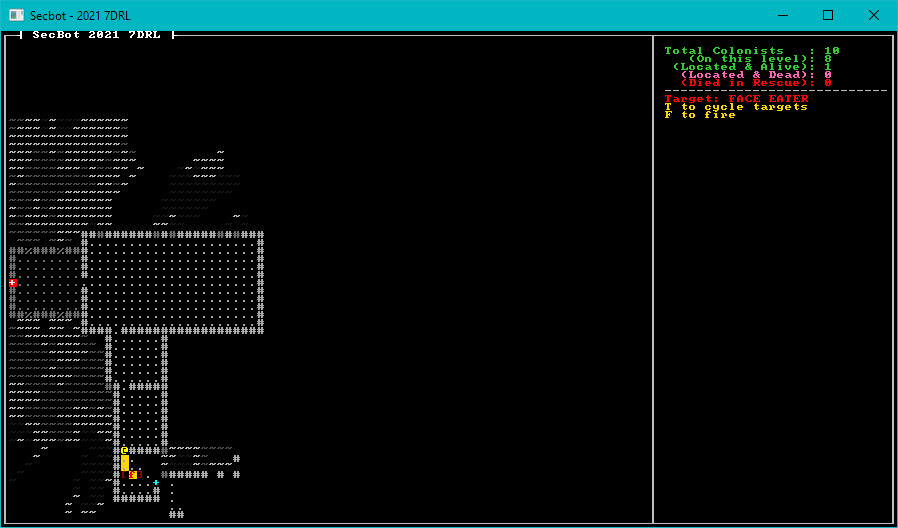 Secbot - 2021 7DRL
SecBot 2021 7DRL
Total Colonists : 10
(On this level): 8
(Located & Alive): 1
(Located & Dead): 0
(Died in Rescue): 0
Target: FACE EATER
T to cycle targets
F to fire